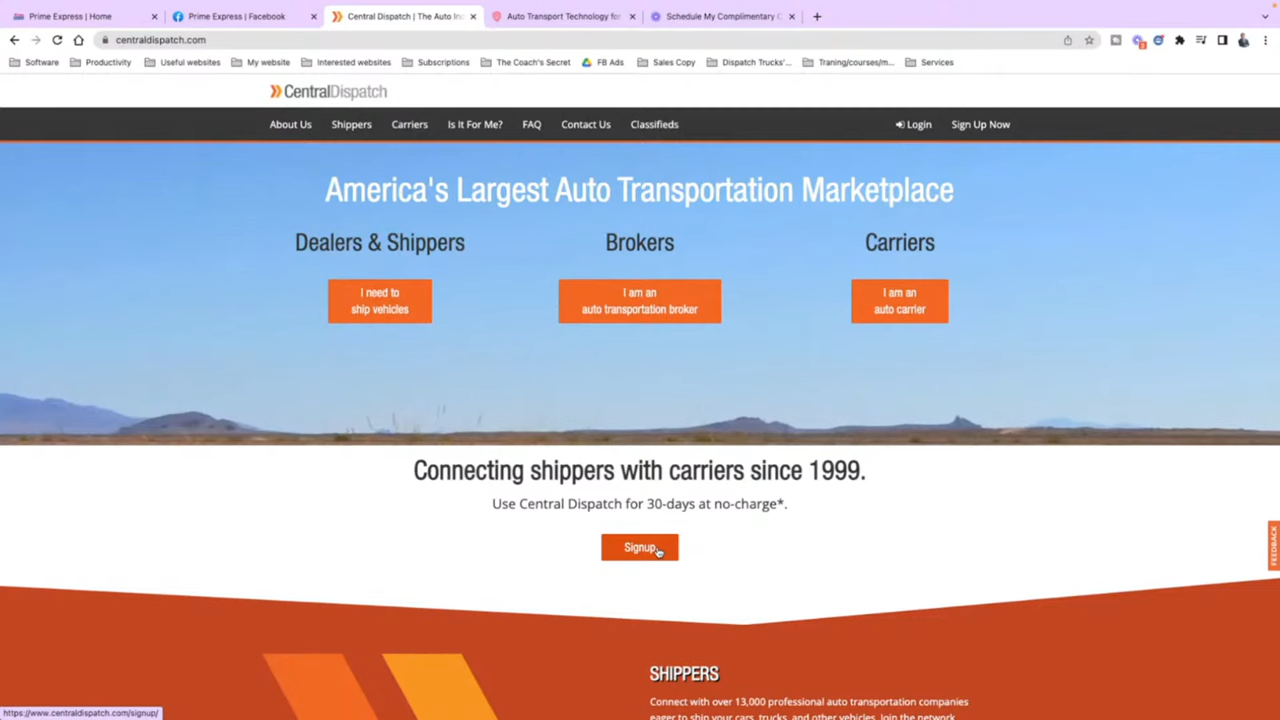 Prime Express | Home
Prime Express | Facebook
Central Dispatch | The Auto In
Auto Transport Technology for
Schedule My Complimentary C
centraldispatch.com
Software
Productivity
Useful websites
My website
Interested websites
Subscriptions
The Coach's Secret
FB Ads
Sales Copy
Dispatch Trucks'...
Traning/courses/m...
Services
CentralDispatch
About Us
Shippers
Carriers
Is It For Me?
FAQ
Contact Us
Classifieds
Login
Sign Up Now
America's Largest Auto Transportation Marketplace
Dealers & Shippers
Brokers
Carriers
I need to
ship vehicles
I am an
auto transportation broker
I am an
auto carrier
Connecting shippers with carriers since 1999.
Use Central Dispatch for 30-days at no-charge*.
Signup
FEEDBACK
SHIPPERS
Connect with over 13,000 professional auto transportation companies
eager to ship your cars, trucks, and other vehicles. Join the network
https://www.centraldispatch.com/signup/